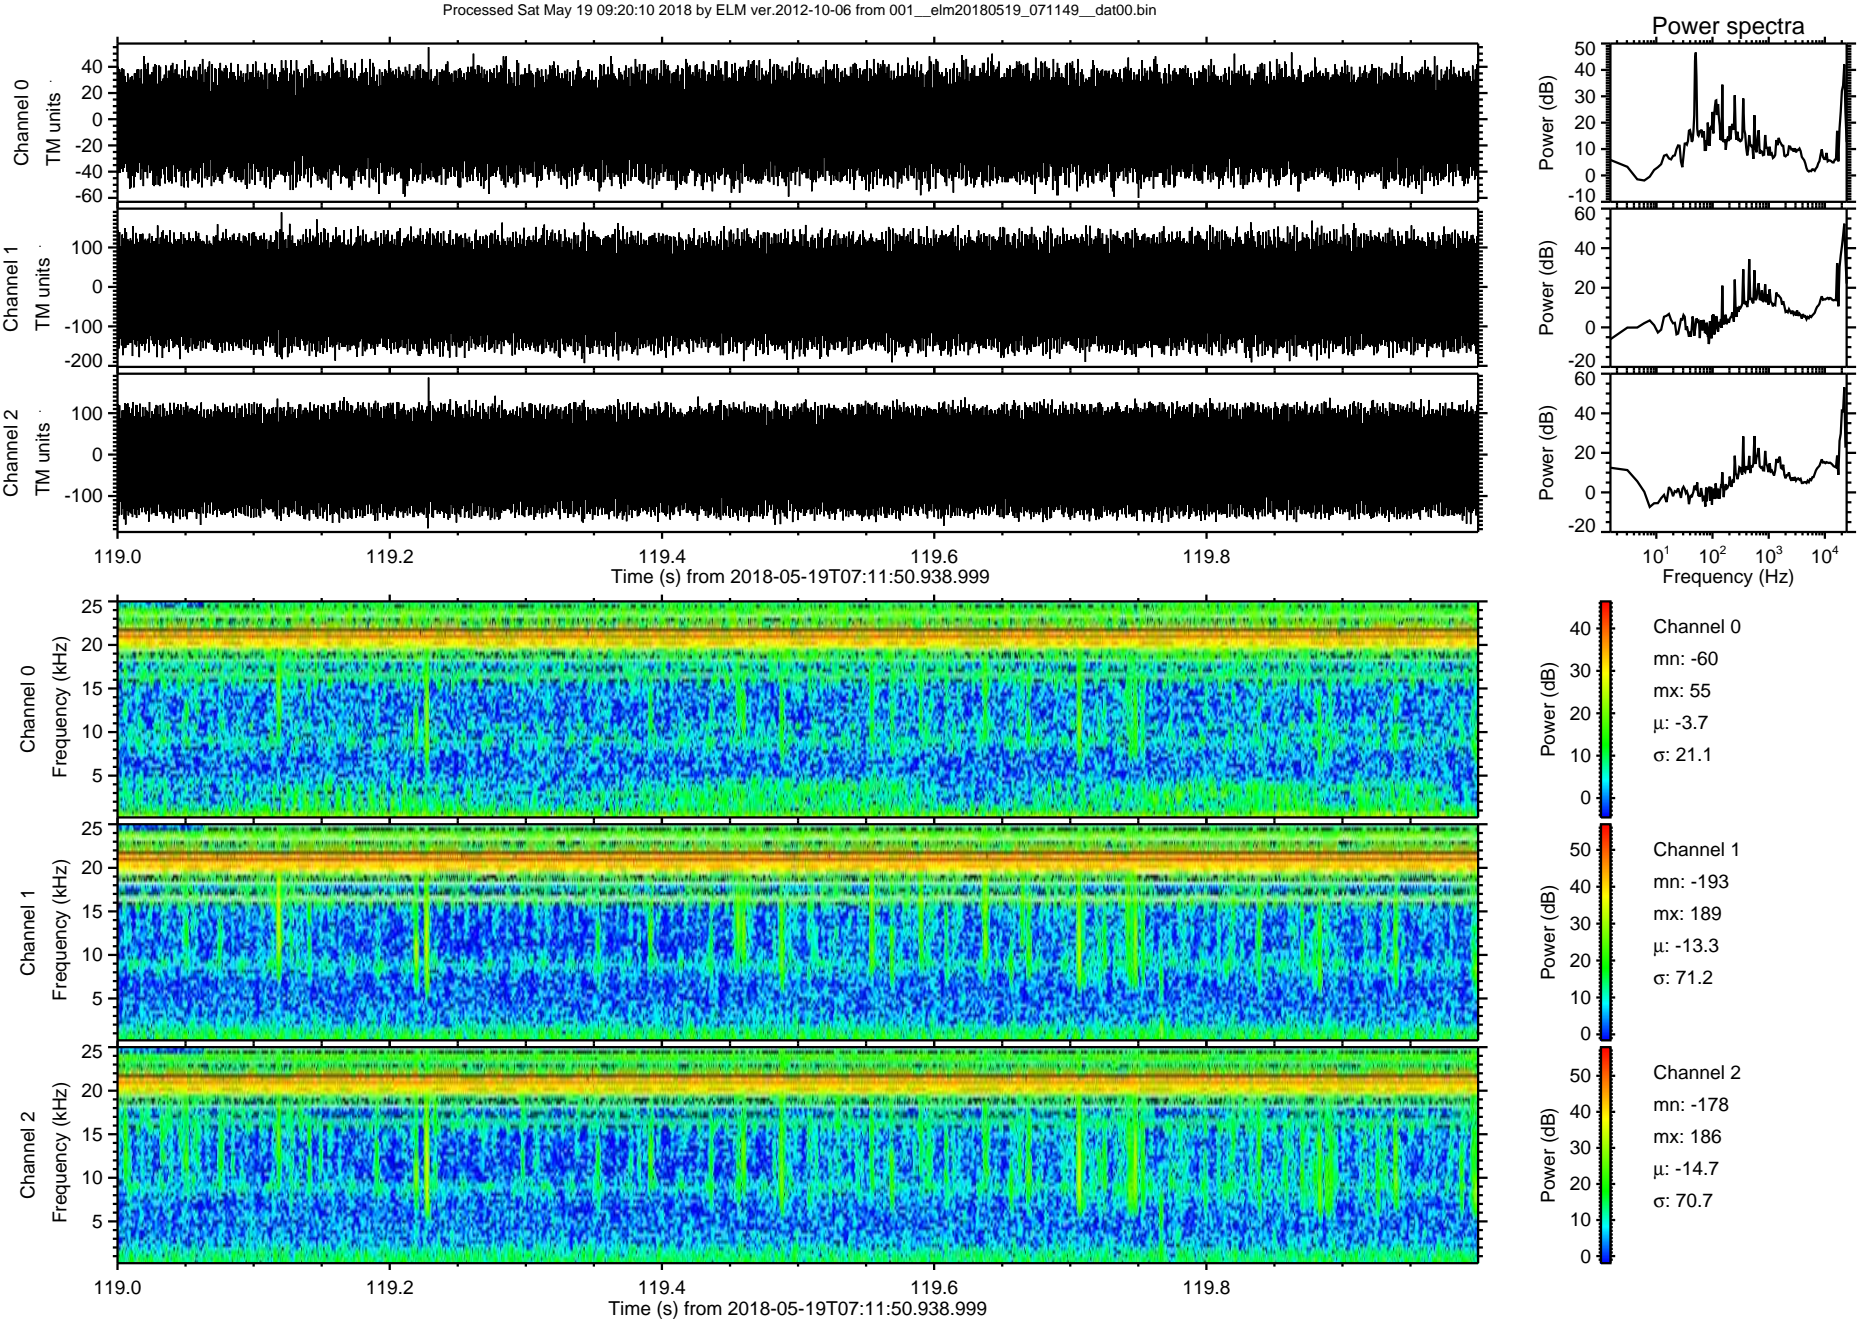 Processed Sat May 19 09:20:10 2018 by ELM ver.2012-10-06 from 001__elm20180519_071149__dat00.bin
Power spectra
Channel 0
TM units
40
20
0
-20
-40
-60
Power (dB)
50
40
30
20
10
0
-10
Channel 1
TM units
100
0
-100
-200
Power (dB)
60
40
20
0
-20
Channel 2
TM units
100
0
-100
Power (dB)
60
40
20
0
-20
119.0 119.2 119.4 119.6 119.8
Time (s) from 2018-05-19T07:11:50.938.999
10^1 10^2 10^3 10^4
Frequency (Hz)
Channel 0
Frequency (kHz)
25
20
15
10
5
Power (dB)
40
30
20
10
0
Channel 0
mn: -60
mx: 55
μ: -3.7
σ: 21.1
Channel 1
Frequency (kHz)
25
20
15
10
5
Power (dB)
50
40
30
20
10
0
Channel 1
mn: -193
mx: 189
μ: -13.3
σ: 71.2
Channel 2
Frequency (kHz)
25
20
15
10
5
Power (dB)
50
40
30
20
10
0
Channel 2
mn: -178
mx: 186
μ: -14.7
σ: 70.7
119.0 119.2 119.4 119.6 119.8
Time (s) from 2018-05-19T07:11:50.938.999